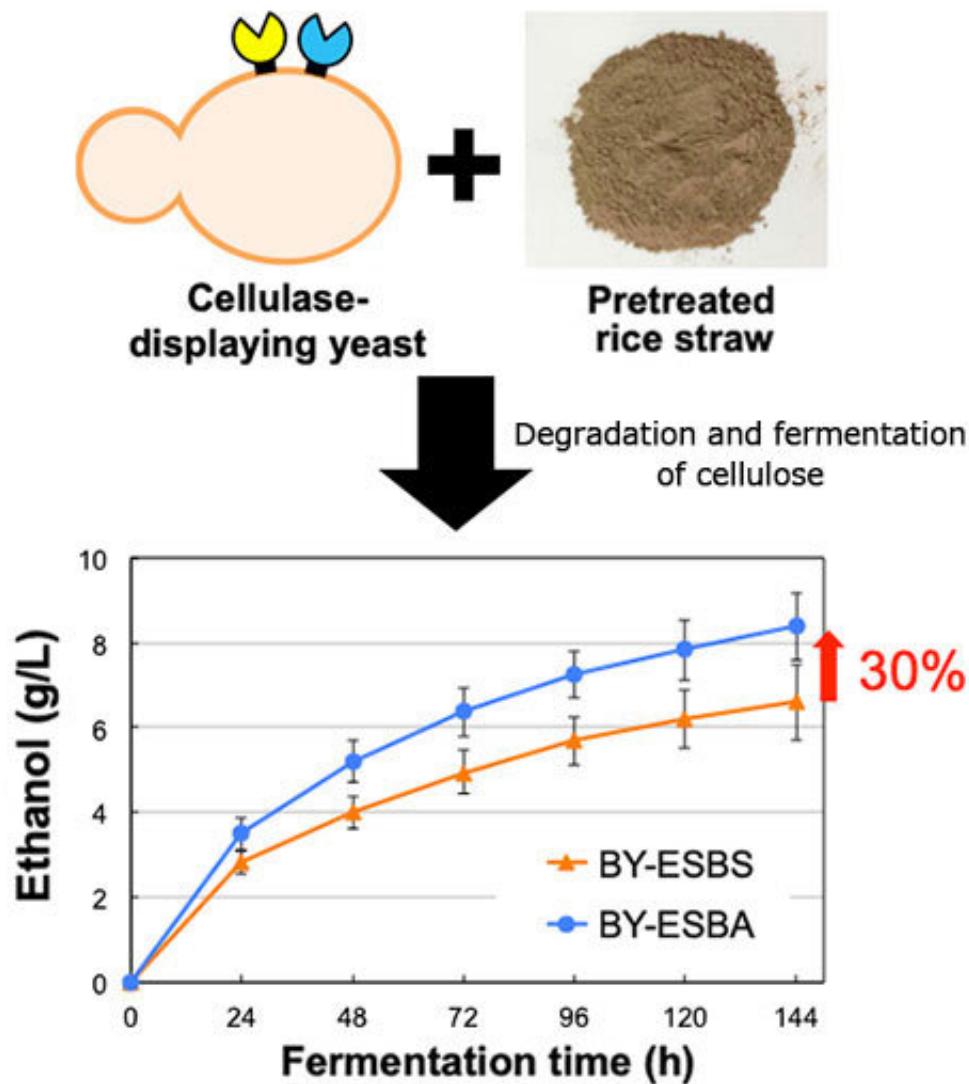 Cellulase-
displaying yeast
Pretreated
rice straw
Degradation and fermentation
of cellulose
10
8
6
4
2
0
Ethanol (g/L)
30%
BY-ESBS
BY-ESBA
0 24 48 72 96 120 144
Fermentation time (h)